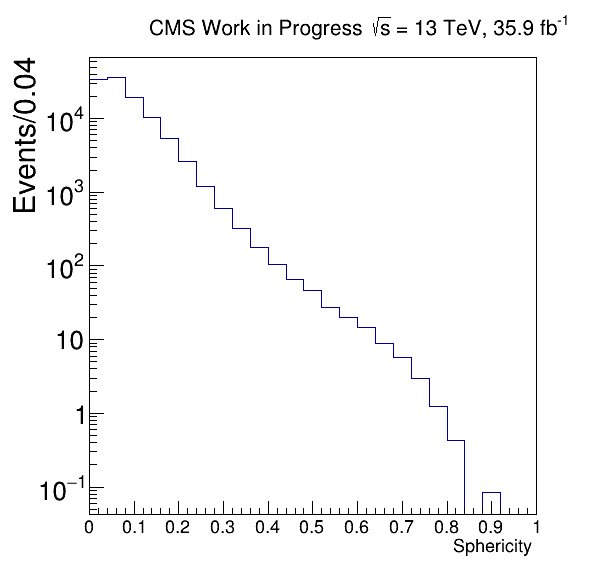 CMS Work in Progress √s = 13 TeV, 35.9 fb⁻¹
Events/0.04
10⁴
10³
10²
10
1
10⁻¹
0 0.1 0.2 0.3 0.4 0.5 0.6 0.7 0.8 0.9 1
Sphericity